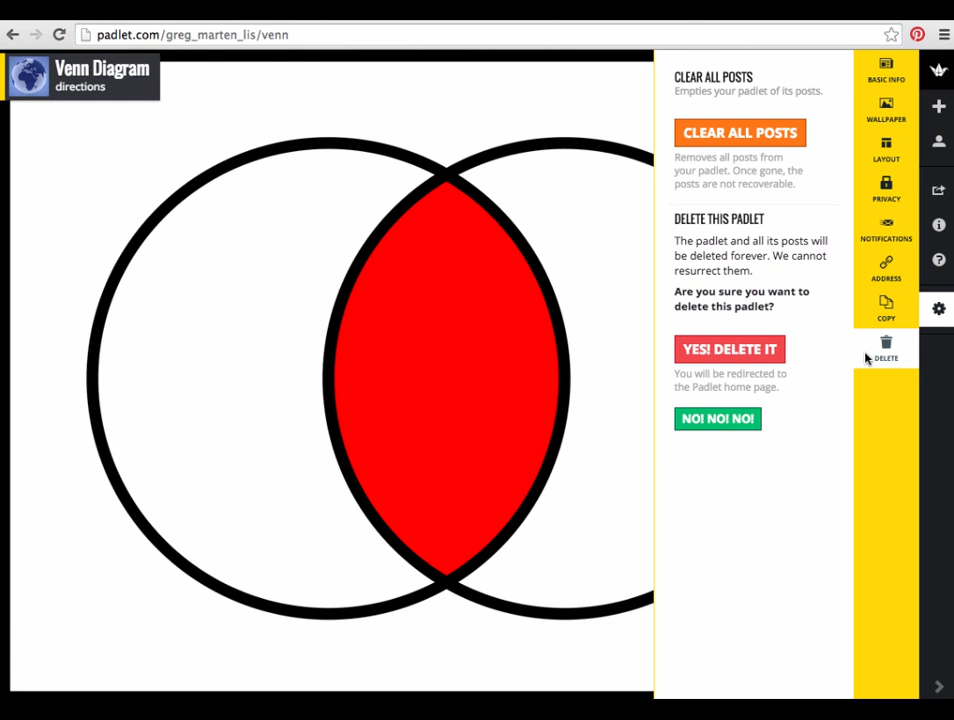 padlet.com/greg_marten_lis/venn
Venn Diagram
directions
CLEAR ALL POSTS
Empties your padlet of its posts.
CLEAR ALL POSTS
Removes all posts from
your padlet. Once gone, the
posts are not recoverable.
DELETE THIS PADLET
The padlet and all its posts will
be deleted forever. We cannot
resurrect them.
Are you sure you want to
delete this padlet?
YES! DELETE IT
You will be redirected to
the Padlet home page.
NO! NO! NO!
BASIC INFO
WALLPAPER
LAYOUT
PRIVACY
NOTIFICATIONS
ADDRESS
COPY
DELETE